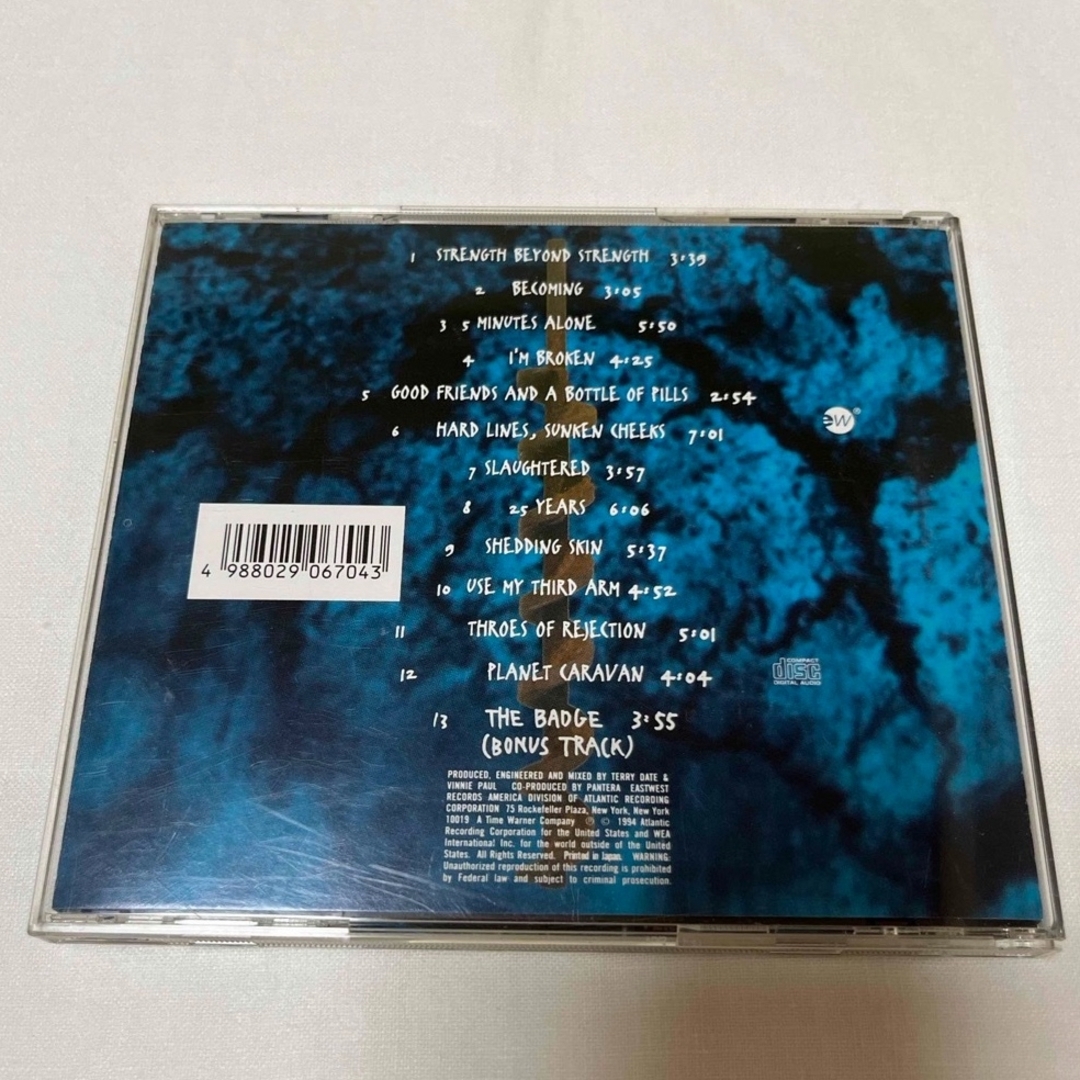 1 STRENGTH BEYOND STRENGTH 3:39
2 BECOMING 3:05
3 5 MINUTES ALONE 5:50
4 I'M BROKEN 4:25
5 GOOD FRIENDS AND A BOTTLE OF PILLS 2:54
6 HARD LINES, SUNKEN CHEEKS 7:01
7 SLAUGHTERED 3:57
8 25 YEARS 6:06
9 SHEDDING SKIN 5:37
10 USE MY THIRD ARM 4:52
11 THROES OF REJECTION 5:01
12 PLANET CARAVAN 4:04
13 THE BADGE 3:55
(BONUS TRACK)
ew®
4 988029 067043
COMPACT
disc
DIGITAL AUDIO
PRODUCED, ENGINEERED AND MIXED BY TERRY DATE &
VINNIE PAUL CO-PRODUCED BY PANTERA EASTWEST
RECORDS AMERICA DIVISION OF ATLANTIC RECORDING
CORPORATION 75 Rockefeller Plaza, New York, New York
10019 A Time Warner Company ℗ © 1994 Atlantic
Recording Corporation for the United States and WEA
International Inc. for the world outside of the United
States. All Rights Reserved. Printed in Japan. WARNING:
Unauthorized reproduction of this recording is prohibited
by Federal law and subject to criminal prosecution.